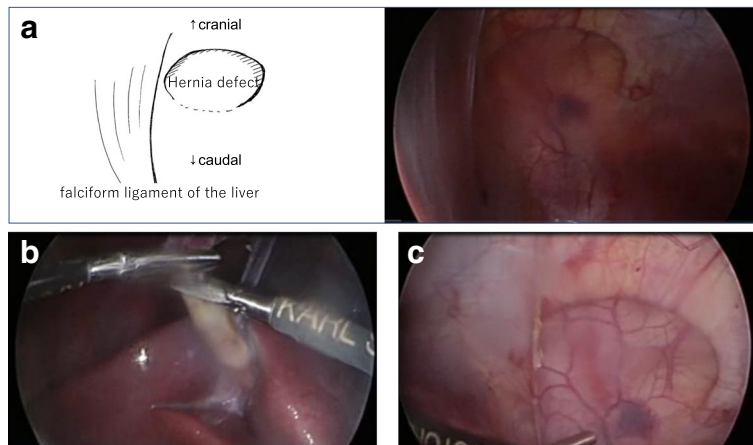 a
↑cranial
Hernia defect
↓caudal
falciform ligament of the liver
b
KARL S
c